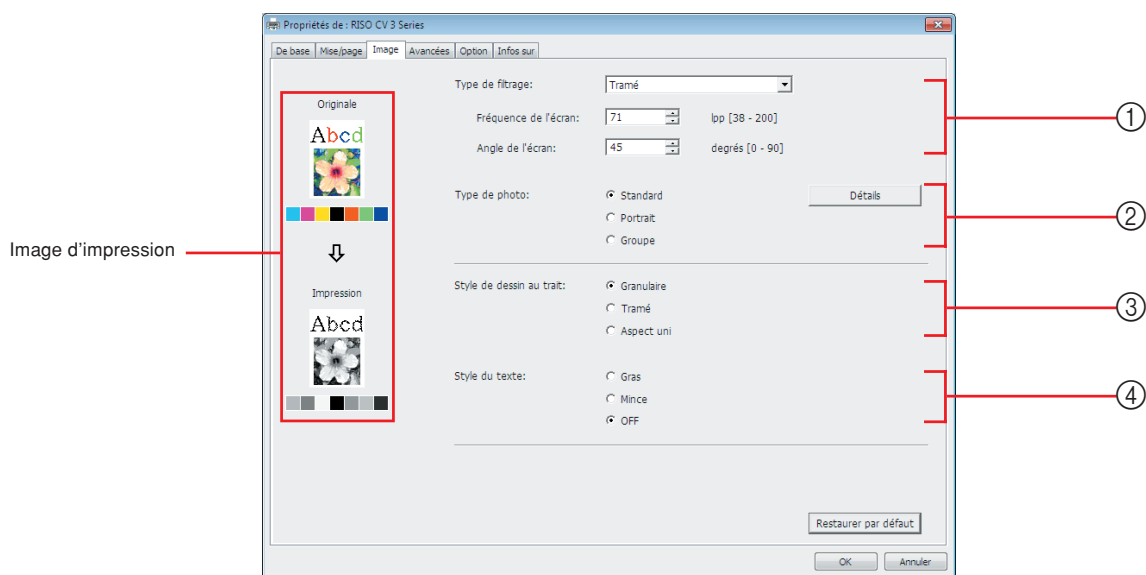 Propriétés de : RISO CV 3 Series
De base Mise/page Image Avancées Option Infos sur
Originale
Abcd
Impression
Abcd
Image d’impression
Type de filtrage: Tramé
Fréquence de l'écran: 71 lpp [38 - 200]
Angle de l'écran: 45 degrés [0 - 90]
①
Type de photo: Standard
Portrait
Groupe
Détails
②
Style de dessin au trait: Granulaire
Tramé
Aspect uni
③
Style du texte: Gras
Mince
OFF
④
Restaurer par défaut
OK Annuler